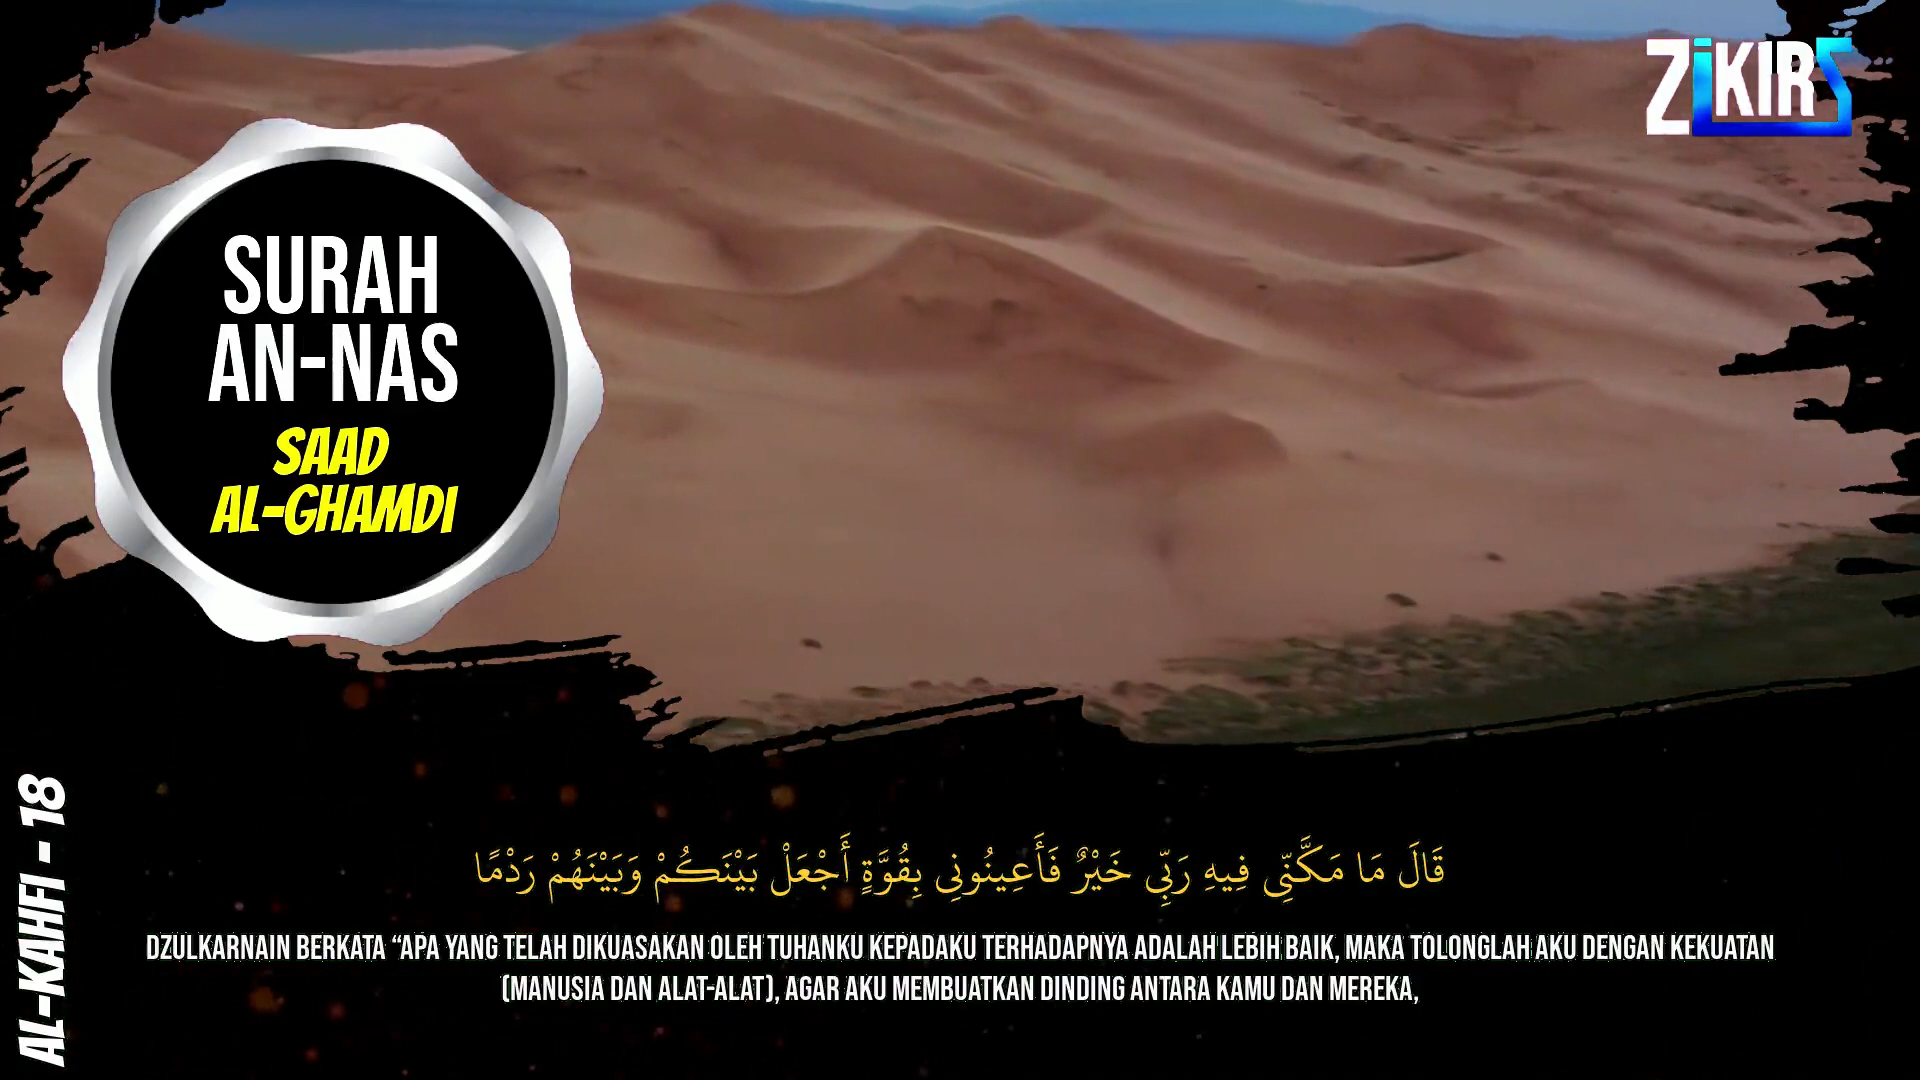 ZiKIRS
SURAH
AN-NAS
SAAD
AL-GHAMDI
AL-KAHFI - 18
قَالَ مَا مَكَّنِّي فِيهِ رَبِّي خَيْرٌ فَأَعِينُونِي بِقُوَّةٍ أَجْعَلْ بَيْنَكُمْ وَبَيْنَهُمْ رَدْمًا
DZULKARNAIN BERKATA “APA YANG TELAH DIKUASAKAN OLEH TUHANKU KEPADAKU TERHADAPNYA ADALAH LEBIH BAIK, MAKA TOLONGLAH AKU DENGAN KEKUATAN
(MANUSIA DAN ALAT-ALAT), AGAR AKU MEMBUATKAN DINDING ANTARA KAMU DAN MEREKA,